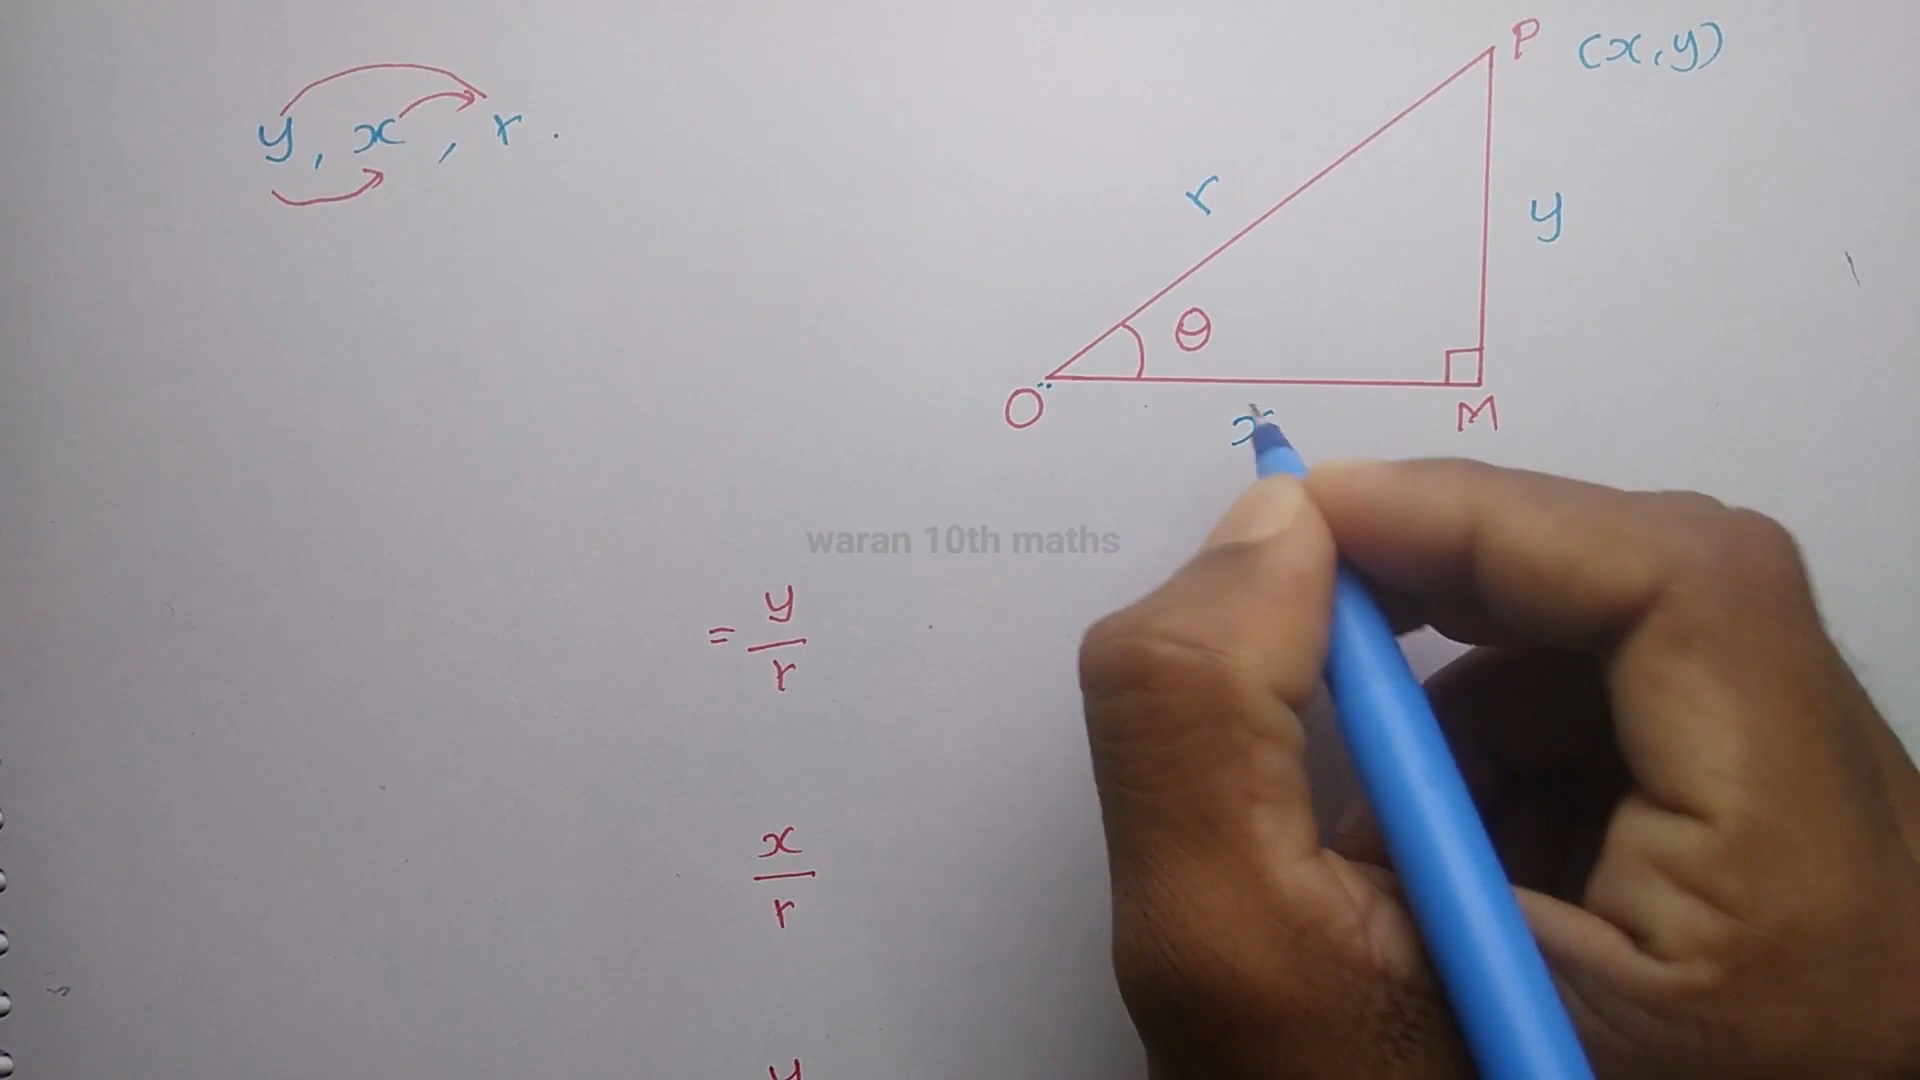 P (x, y)
y, x, r.
r
y
θ
O
M
x
waran 10th maths
= y/r
x/r
y